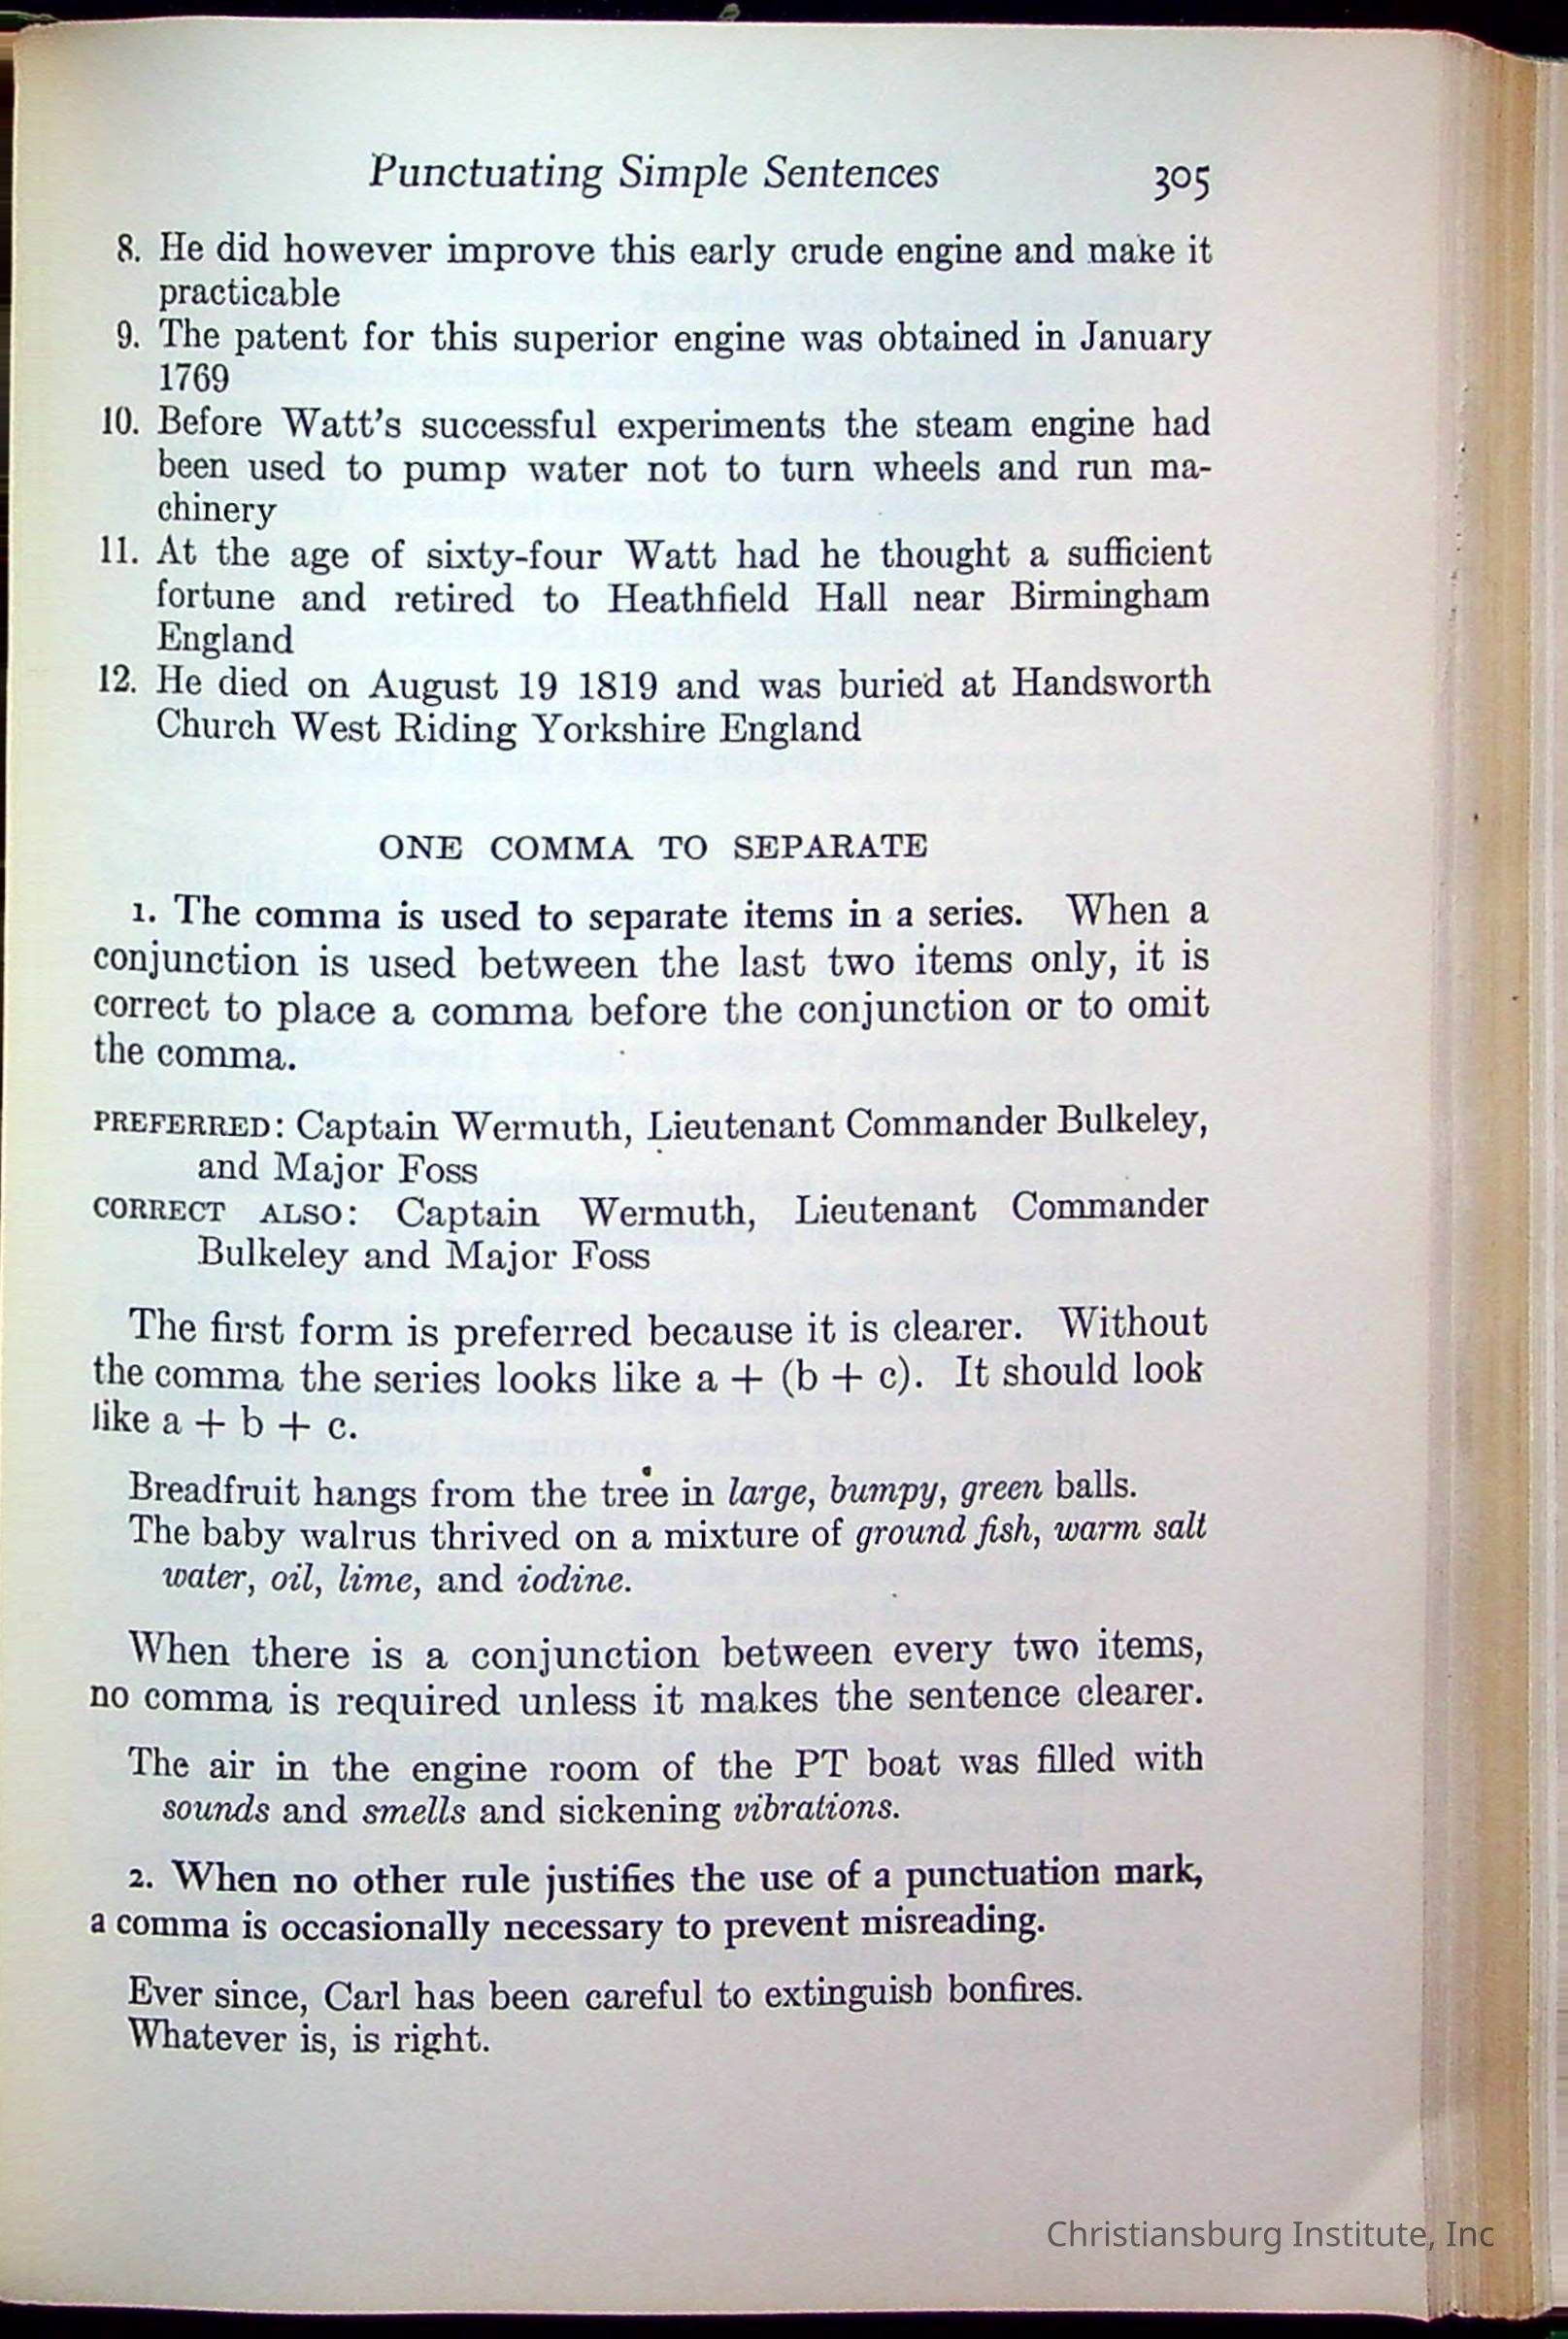 Punctuating Simple Sentences 305
8. He did however improve this early crude engine and make it
practicable
9. The patent for this superior engine was obtained in January
1769
10. Before Watt's successful experiments the steam engine had
been used to pump water not to turn wheels and run ma-
chinery
11. At the age of sixty-four Watt had he thought a sufficient
fortune and retired to Heathfield Hall near Birmingham
England
12. He died on August 19 1819 and was buried at Handsworth
Church West Riding Yorkshire England
ONE COMMA TO SEPARATE
1. The comma is used to separate items in a series. When a
conjunction is used between the last two items only, it is
correct to place a comma before the conjunction or to omit
the comma.
PREFERRED: Captain Wermuth, Lieutenant Commander Bulkeley,
and Major Foss
CORRECT ALSO: Captain Wermuth, Lieutenant Commander
Bulkeley and Major Foss
The first form is preferred because it is clearer. Without
the comma the series looks like a + (b + c). It should look
like a + b + c.
Breadfruit hangs from the tree in large, bumpy, green balls.
The baby walrus thrived on a mixture of ground fish, warm salt
water, oil, lime, and iodine.
When there is a conjunction between every two items,
no comma is required unless it makes the sentence clearer.
The air in the engine room of the PT boat was filled with
sounds and smells and sickening vibrations.
2. When no other rule justifies the use of a punctuation mark,
a comma is occasionally necessary to prevent misreading.
Ever since, Carl has been careful to extinguish bonfires.
Whatever is, is right.
Christiansburg Institute, Inc